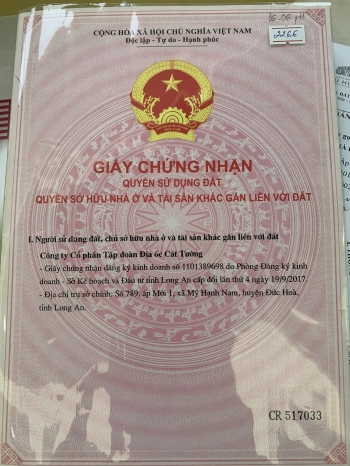 CỘNG HÒA XÃ HỘI CHỦ NGHĨA VIỆT NAM
Độc lập - Tự do - Hạnh phúc
2266
GIẤY CHỨNG NHẬN
QUYỀN SỬ DỤNG ĐẤT
QUYỀN SỞ HỮU NHÀ Ở VÀ TÀI SẢN KHÁC GẮN LIỀN VỚI ĐẤT
I. Người sử dụng đất, chủ sở hữu nhà ở và tài sản khác gắn liền với đất
Công ty Cổ phần Tập đoàn Địa ốc Cát Tường
- Giấy chứng nhận đăng ký kinh doanh số 1101389698 do Phòng Đăng ký kinh
doanh - Sở Kế hoạch và Đầu tư tỉnh Long An cấp đổi lần thứ 4 ngày 19/9/2017.
- Địa chỉ trụ sở chính: Số 789, ấp Mới 1, xã Mỹ Hạnh Nam, huyện Đức Hoà,
tỉnh Long An.
CR 517033